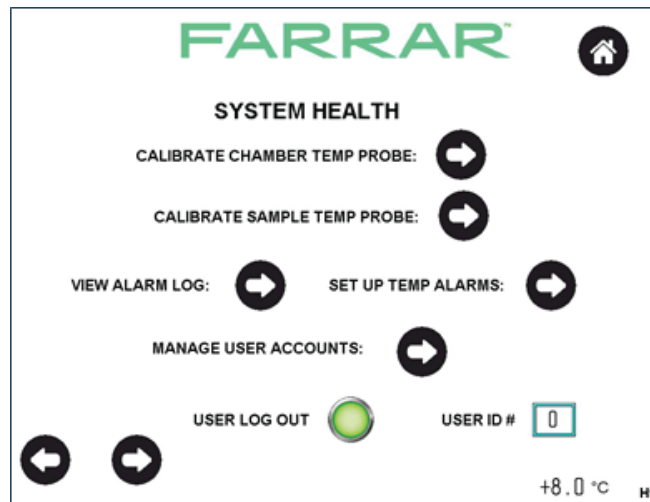 FARRAR™
SYSTEM HEALTH
CALIBRATE CHAMBER TEMP PROBE:
CALIBRATE SAMPLE TEMP PROBE:
VIEW ALARM LOG: SET UP TEMP ALARMS:
MANAGE USER ACCOUNTS:
USER LOG OUT USER ID # 0
+8.0 °C H